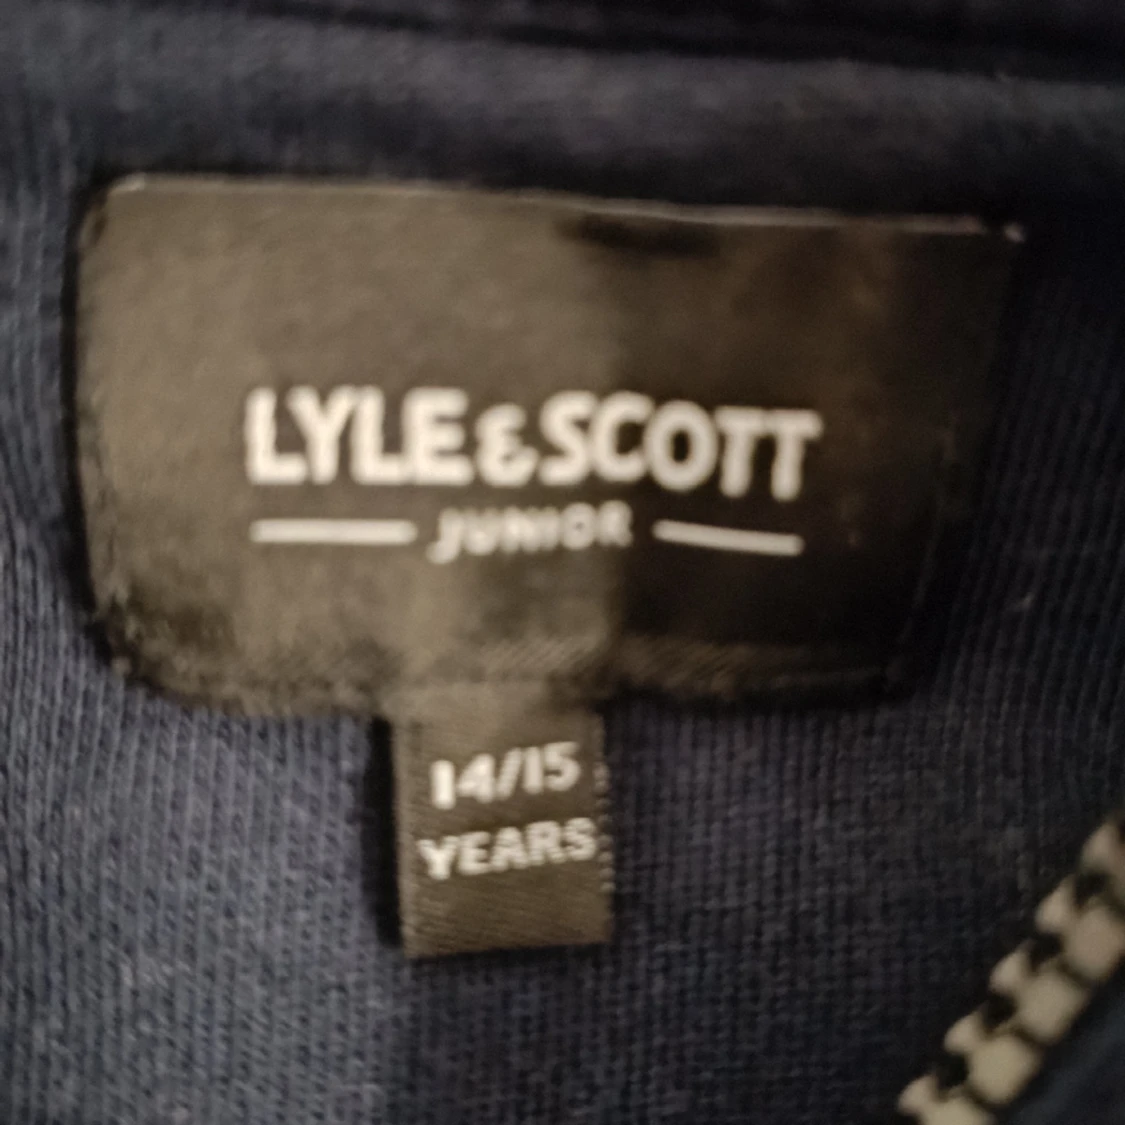 LYLE & SCOTT
JUNIOR
14/15
YEARS